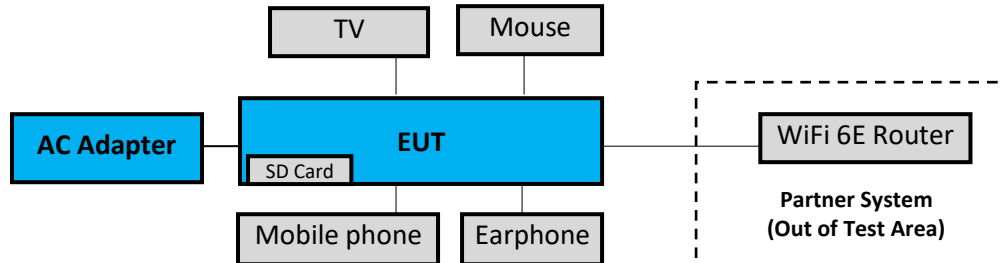 TV
Mouse
AC Adapter
EUT
WiFi 6E Router
SD Card
Mobile phone
Earphone
Partner System
(Out of Test Area)